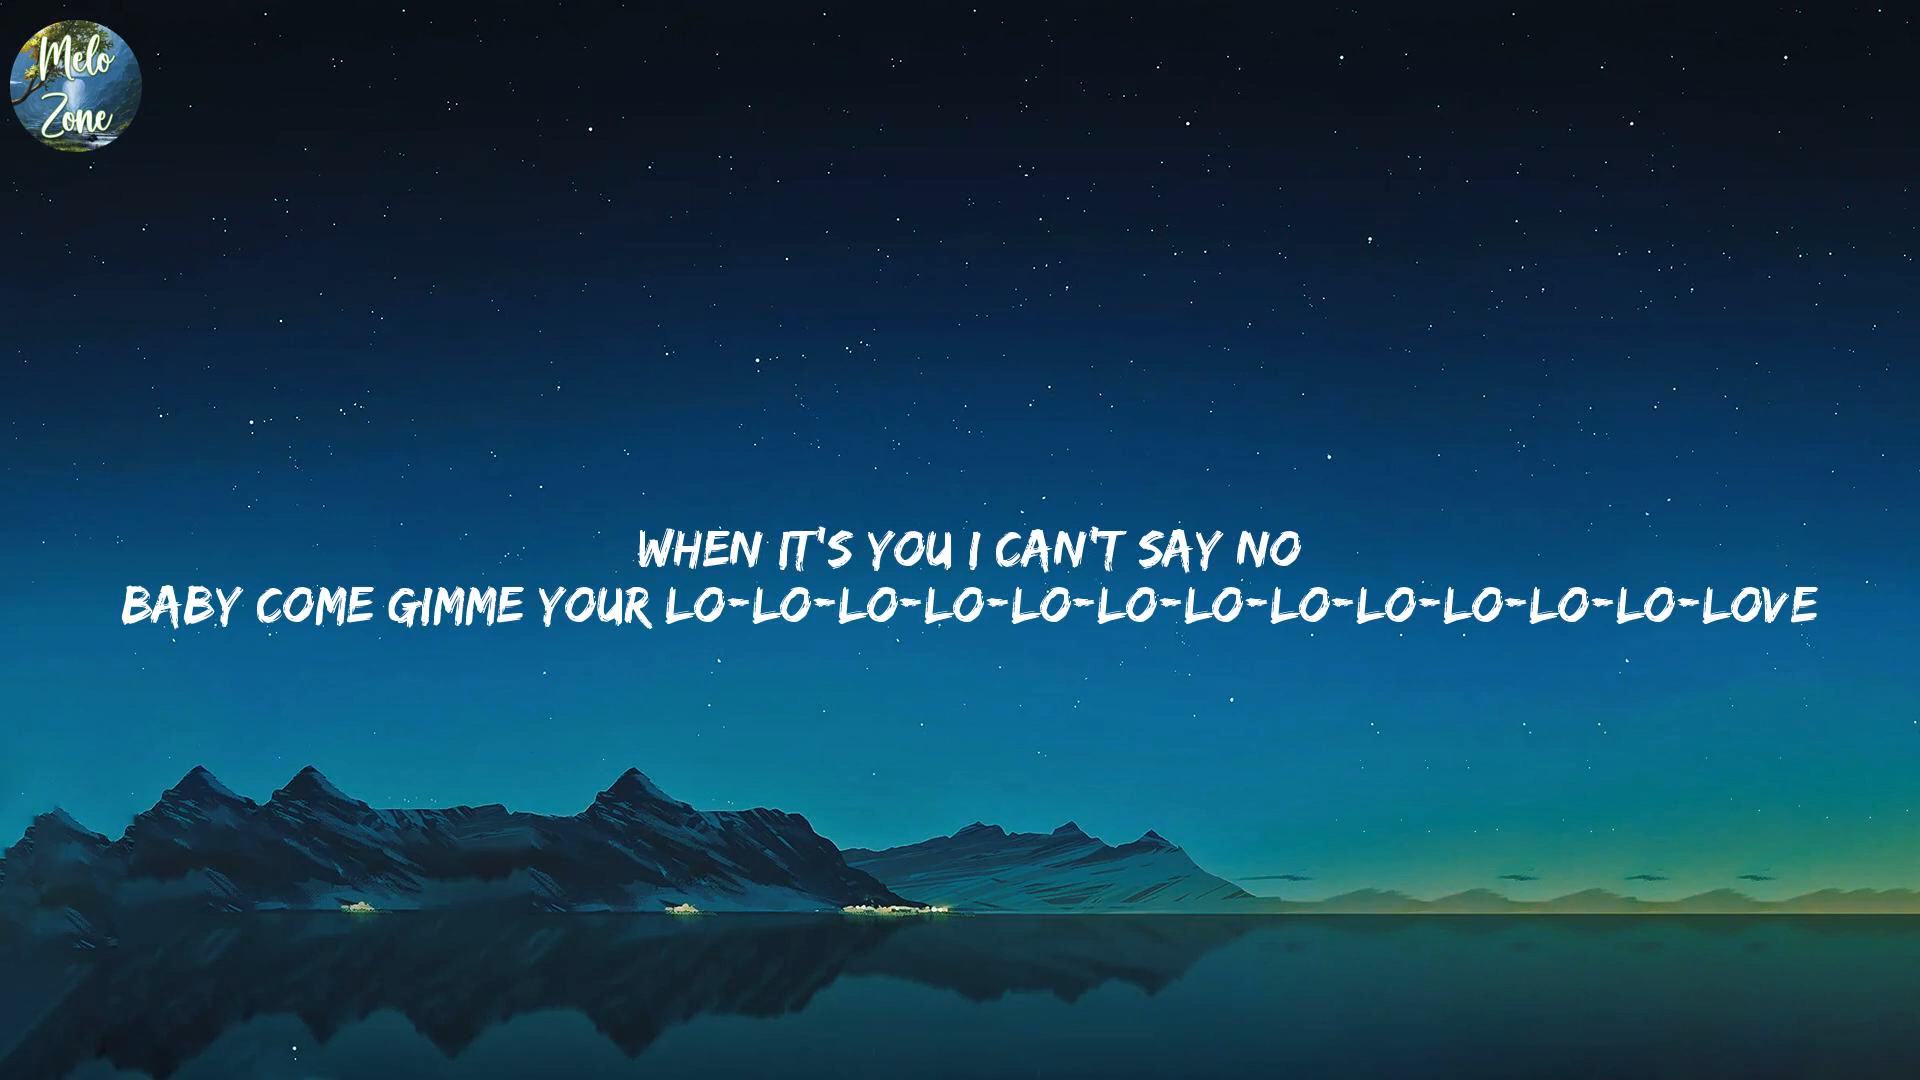 Melo
Zone
WHEN IT'S YOU I CAN'T SAY NO
BABY COME GIMME YOUR LO-LO-LO-LO-LO-LO-LO-LO-LO-LO-LO-LO-LOVE